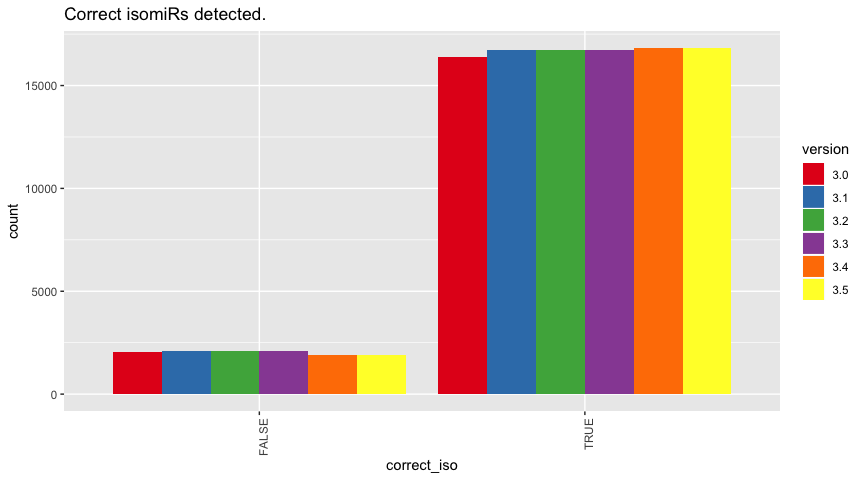 Correct isomiRs detected.
15000
10000
5000
0
count
FALSE
TRUE
correct_iso
version
3.0
3.1
3.2
3.3
3.4
3.5